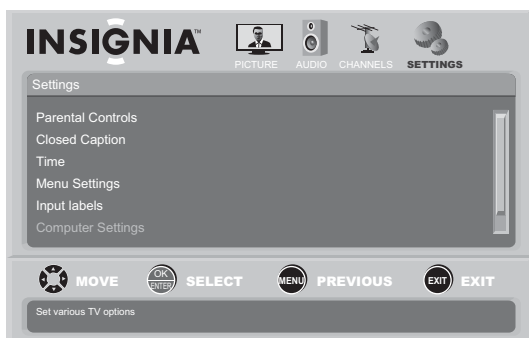 INSIGNIA™
PICTURE AUDIO CHANNELS SETTINGS
Settings
Parental Controls
Closed Caption
Time
Menu Settings
Input labels
Computer Settings
MOVE OK ENTER SELECT MENU PREVIOUS EXIT EXIT
Set various TV options